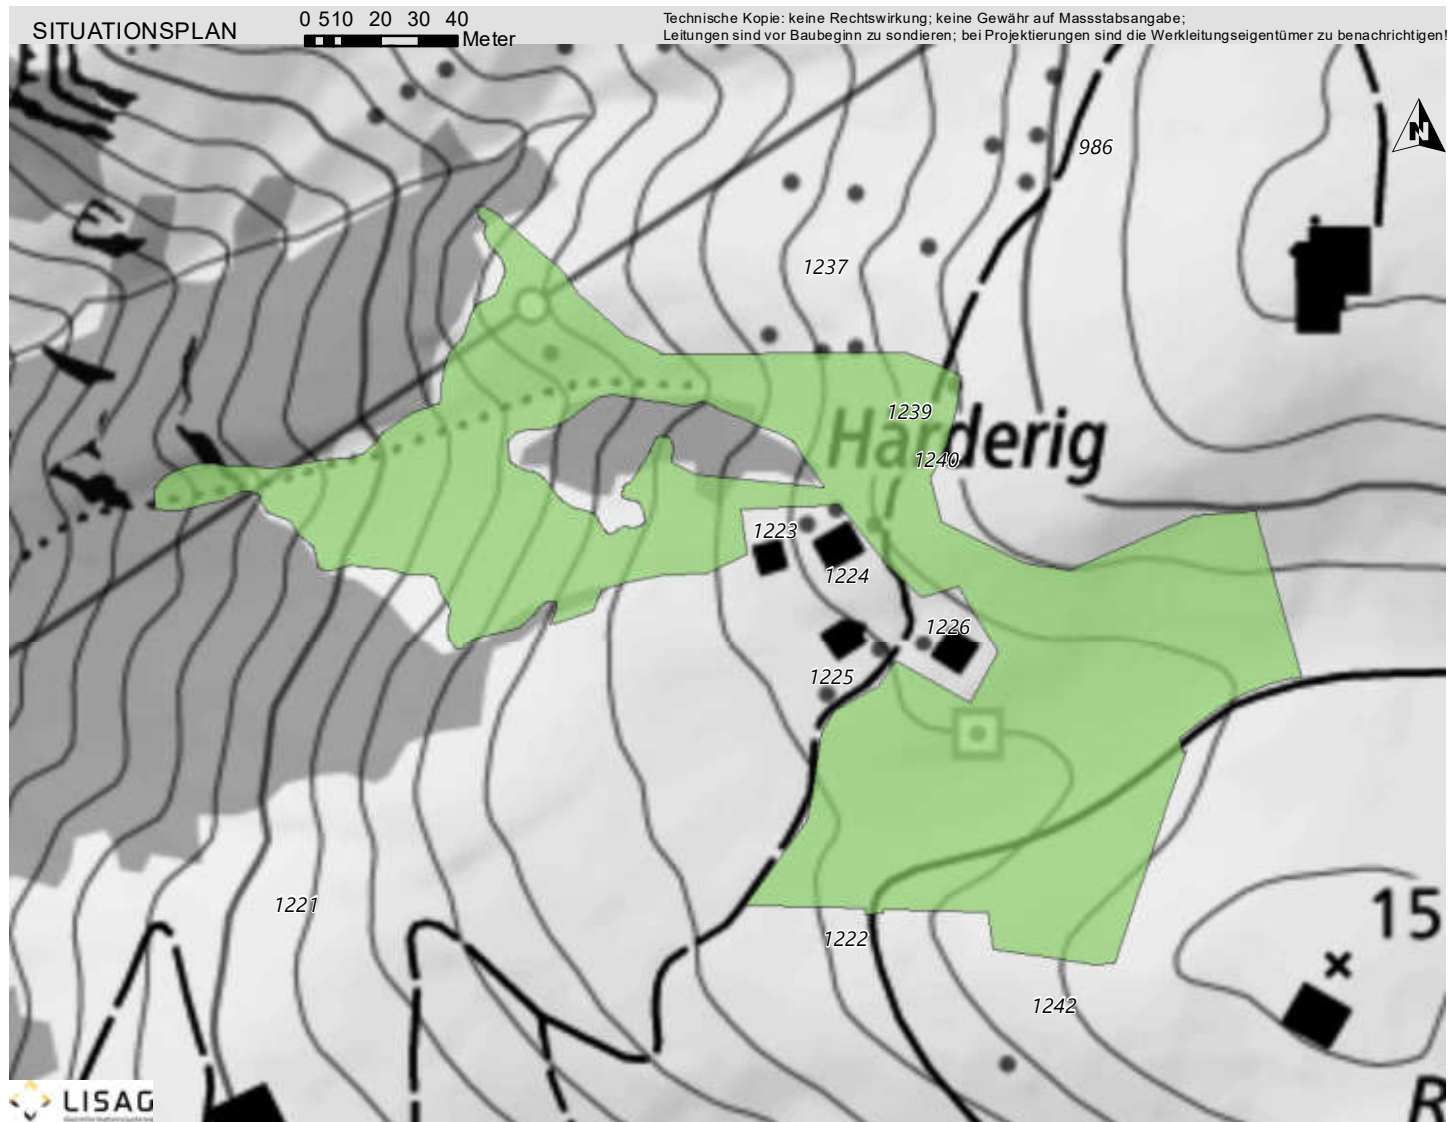 SITUATIONSPLAN
0 5 10 20 30 40
Meter
Technische Kopie: keine Rechtswirkung; keine Gewähr auf Massstabsangabe;
Leitungen sind vor Baubeginn zu sondieren; bei Projektierungen sind die Werkleitungseigentümer zu benachrichtigen!
N
986
1237
1239
Harderig
1240
1223
1224
1226
1225
1221
15
1222
1242
LISAG
R